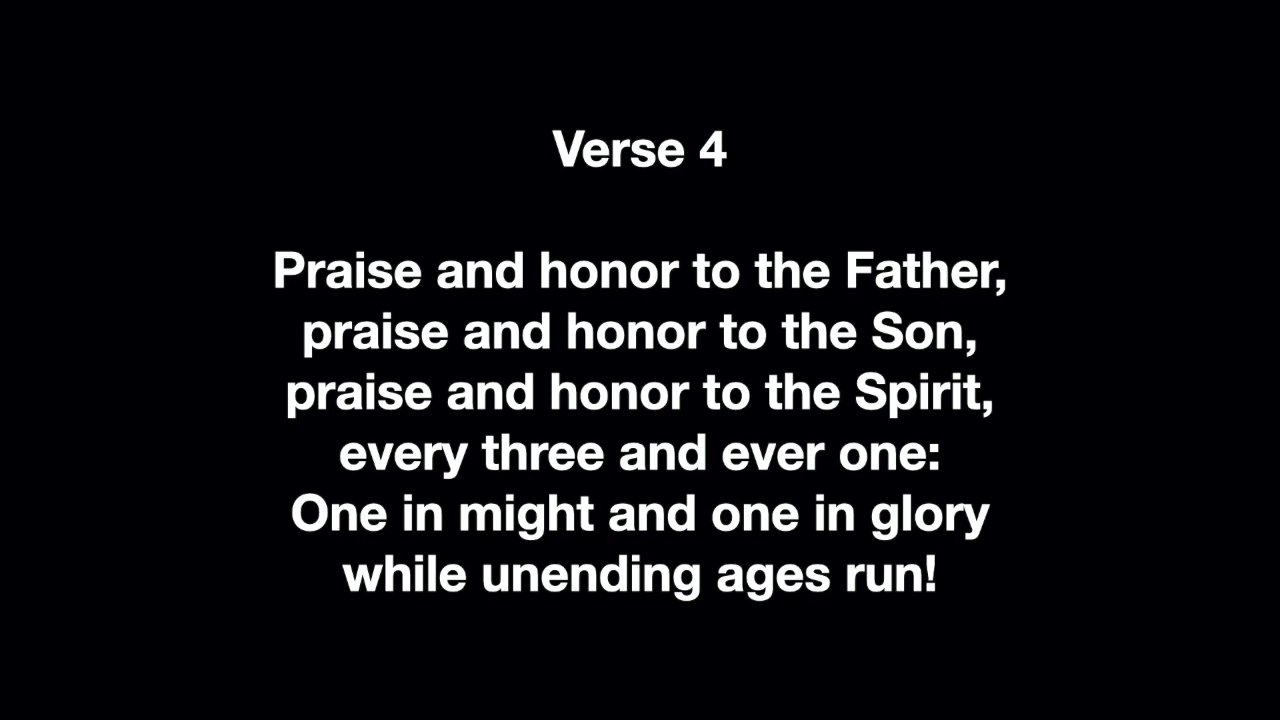 Verse 4
Praise and honor to the Father,
praise and honor to the Son,
praise and honor to the Spirit,
every three and ever one:
One in might and one in glory
while unending ages run!